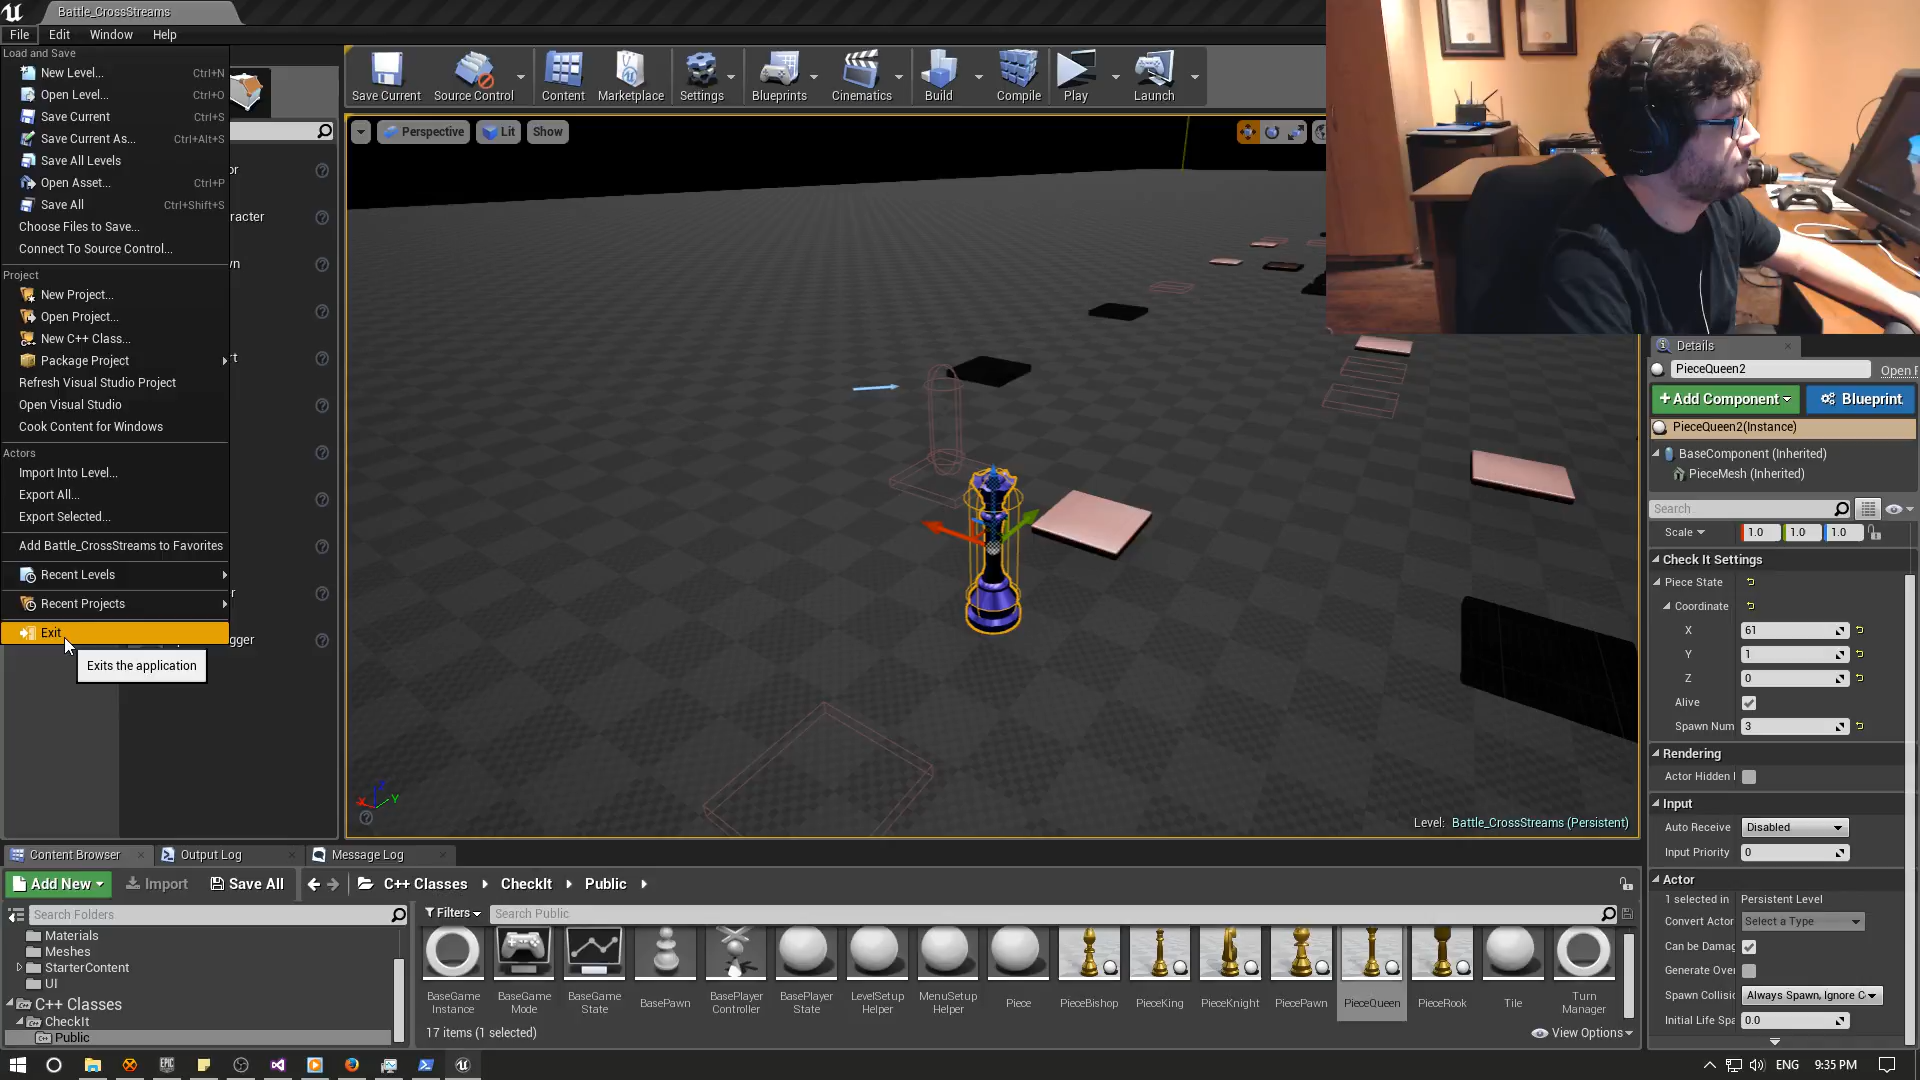 Battle_CrossStreams
File Edit Window Help
Load and Save
New Level... Ctrl+N
Open Level... Ctrl+O
Save Current Ctrl+S
Save Current As... Ctrl+Alt+S
Save All Levels
Open Asset... Ctrl+P
Save All Ctrl+Shift+S
Choose Files to Save...
Connect To Source Control...
Project
New Project...
Open Project...
New C++ Class...
Package Project
Refresh Visual Studio Project
Open Visual Studio
Cook Content for Windows
Actors
Import Into Level...
Export All...
Export Selected...
Add Battle_CrossStreams to Favorites
Recent Levels
Recent Projects
Exit
Exits the application
Save Current Source Control Content Marketplace Settings Blueprints Cinematics Build Compile Play Launch
Perspective Lit Show
X Z Y
Level: Battle_CrossStreams (Persistent)
Details
PieceQueen2
+Add Component Blueprint
PieceQueen2(Instance)
BaseComponent (Inherited)
PieceMesh (Inherited)
Search
Scale 1.0 1.0 1.0
Check It Settings
Piece State
Coordinate
X 61
Y 1
Z 0
Alive
Spawn Num 3
Rendering
Actor Hidden
Input
Auto Receive Disabled
Input Priority 0
Actor
1 selected in Persistent Level
Convert Actor Select a Type
Can be Damag
Generate Over
Spawn Collisio Always Spawn, Ignore C
Initial Life Spa 0.0
Content Browser Output Log Message Log
Add New Import Save All C++ Classes CheckIt Public
Search Folders
Filters Search Public
Materials
Meshes
StarterContent
UI
C++ Classes
CheckIt
Public
BaseGame Instance
BaseGame Mode
BaseGame State
BasePawn
BasePlayer Controller
BasePlayer State
LevelSetup Helper
MenuSetup Helper
Piece
PieceBishop
PieceKing
PieceKnight
PiecePawn
PieceQueen
PieceRook
Tile
Turn Manager
17 items (1 selected)
View Options
EPIC
ENG
9:35 PM